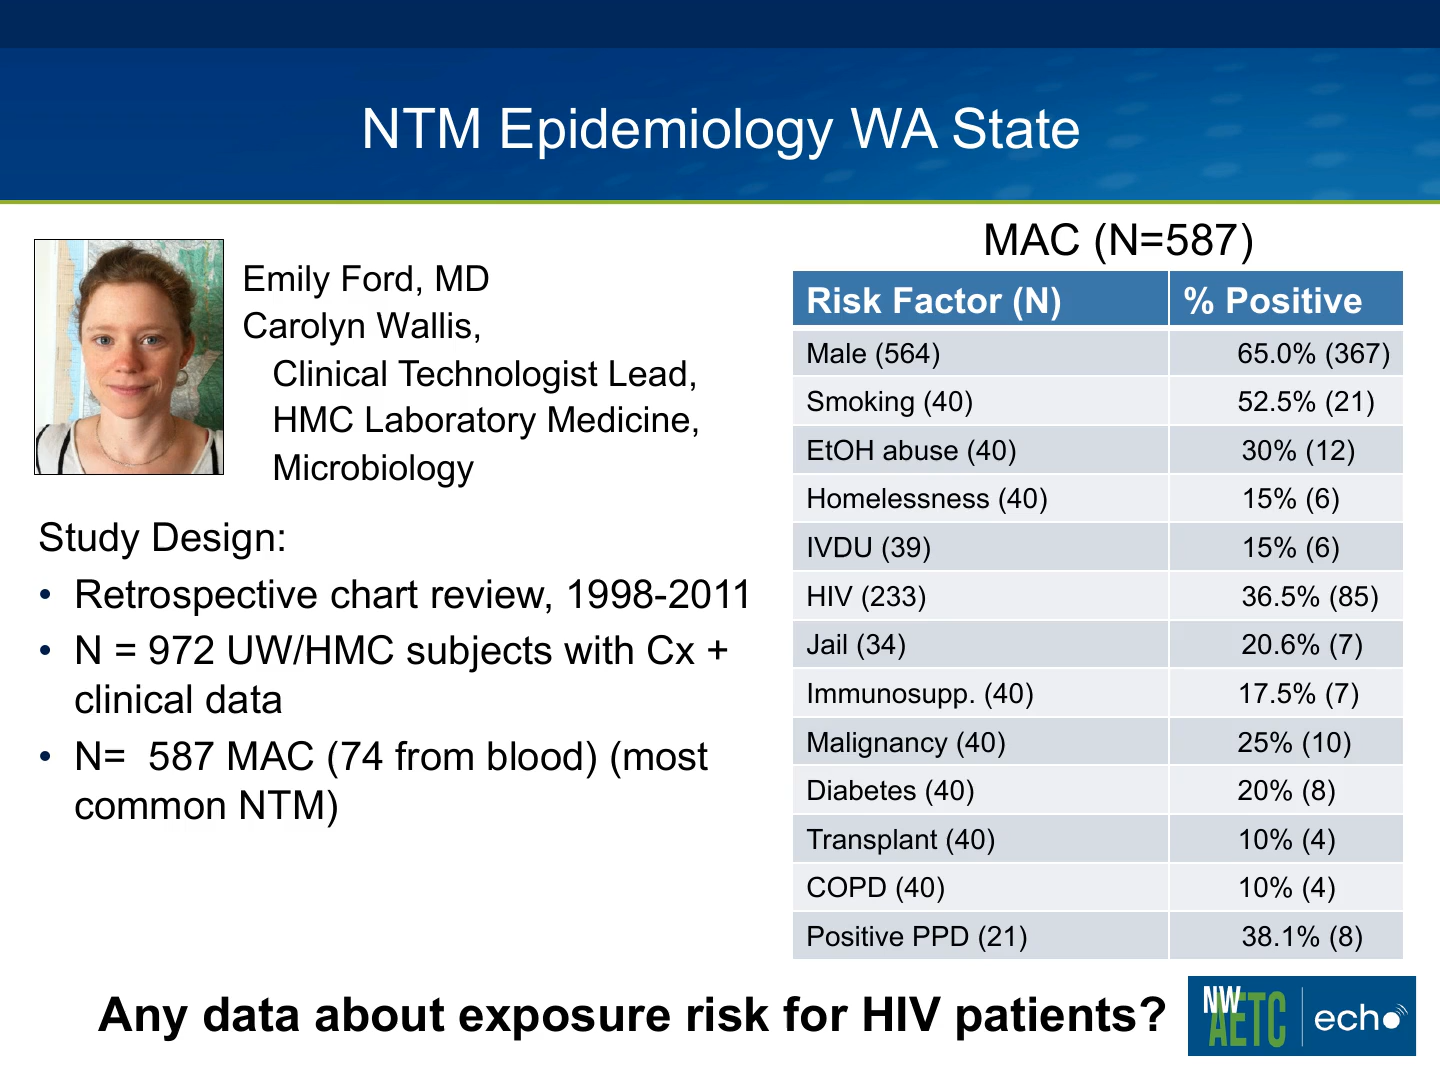 NTM Epidemiology WA State
Emily Ford, MD
Carolyn Wallis,
Clinical Technologist Lead,
HMC Laboratory Medicine,
Microbiology
Study Design:
• Retrospective chart review, 1998-2011
• N = 972 UW/HMC subjects with Cx +
clinical data
• N= 587 MAC (74 from blood) (most
common NTM)
MAC (N=587)
Risk Factor (N) % Positive
Male (564) 65.0% (367)
Smoking (40) 52.5% (21)
EtOH abuse (40) 30% (12)
Homelessness (40) 15% (6)
IVDU (39) 15% (6)
HIV (233) 36.5% (85)
Jail (34) 20.6% (7)
Immunosupp. (40) 17.5% (7)
Malignancy (40) 25% (10)
Diabetes (40) 20% (8)
Transplant (40) 10% (4)
COPD (40) 10% (4)
Positive PPD (21) 38.1% (8)
Any data about exposure risk for HIV patients?
NW
AETC echo